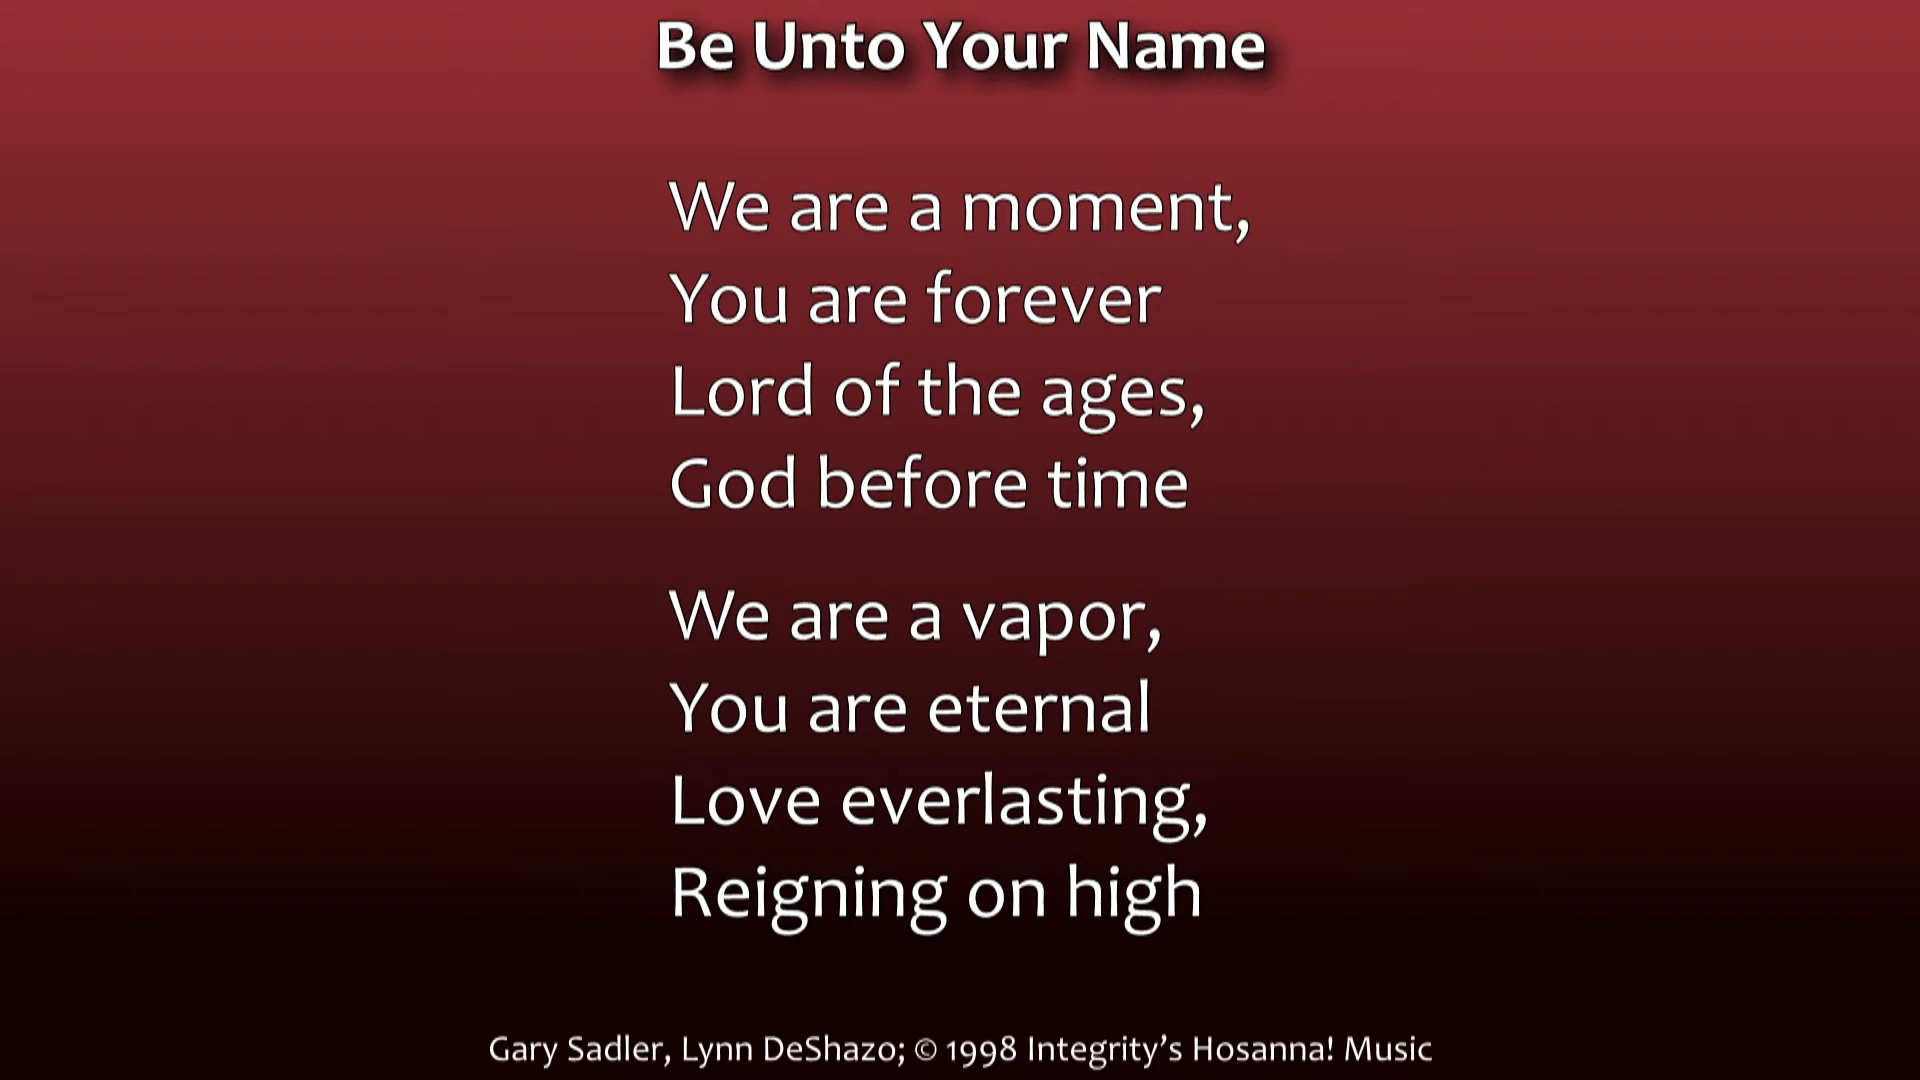 Be Unto Your Name
We are a moment,
You are forever
Lord of the ages,
God before time
We are a vapor,
You are eternal
Love everlasting,
Reigning on high
Gary Sadler, Lynn DeShazo; © 1998 Integrity’s Hosanna! Music